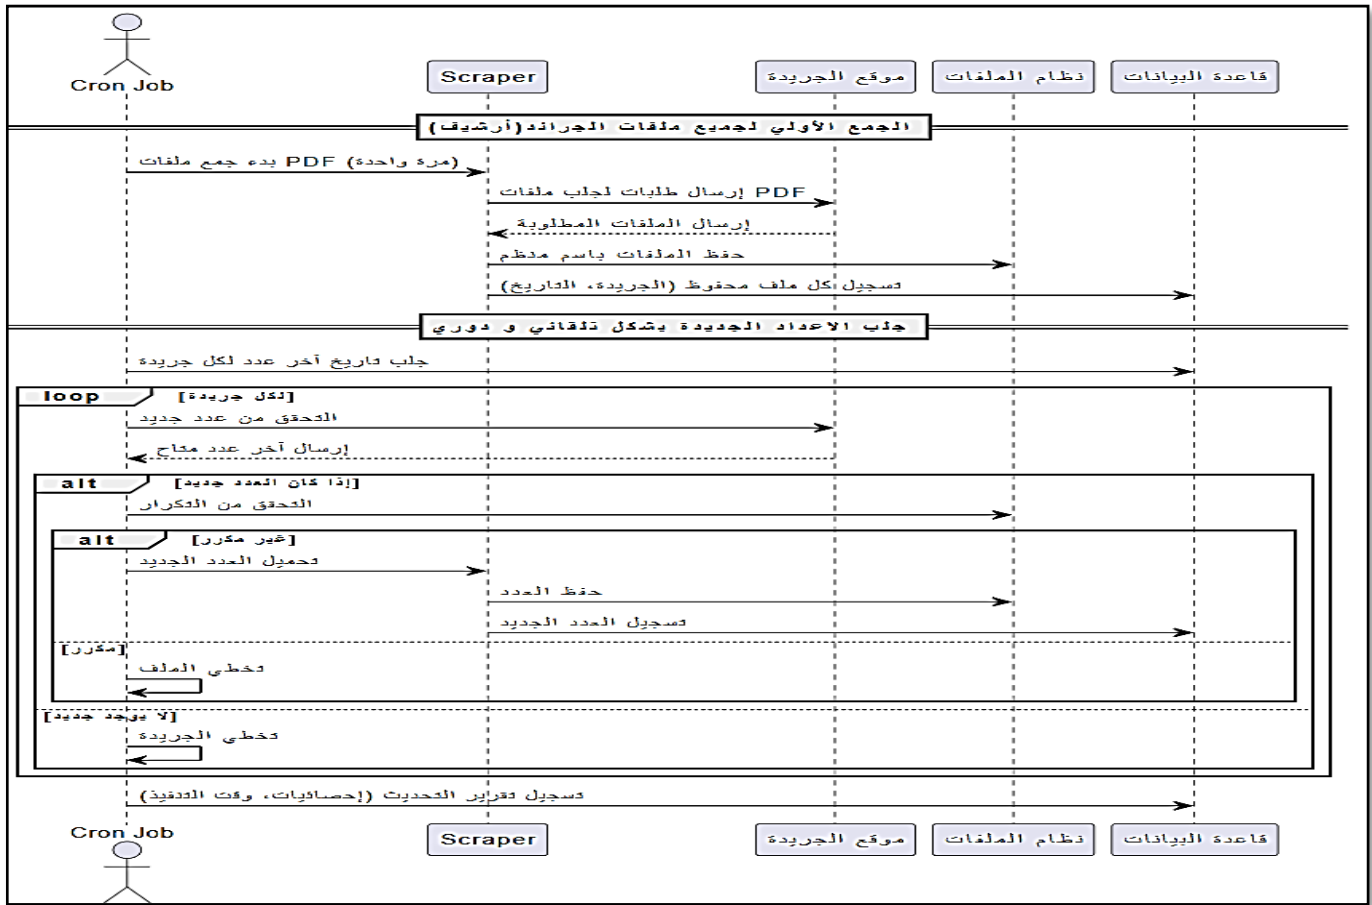 Cron Job
Scraper
موقع الجريدة
نظام الملفات
قاعدة البيانات
الجمع الأولي لجميع ملفات الجرائد(أرشيف)
بدء جمع ملفات PDF (مرة واحدة)
إرسال طلبات لجلب ملفات PDF
إرسال الملفات المطلوبة
حفظ الملفات باسم منظم
تسجيل كل ملف محفوظ (الجريدة، التاريخ)
جلب الاعداد الجديدة بشكل تلقائي و دوري
جلب تاريخ آخر عدد لكل جريدة
loop [لكل جريدة]
التحقق من عدد جديد
إرسال آخر عدد متاح
alt [إذا كان العدد جديد]
التحقق من التكرار
alt [غير مكرر]
تحميل العدد الجديد
حفظ العدد
تسجيل العدد الجديد
[مكرر]
تخطي الملف
[لا يوجد جديد]
تخطي الجريدة
تسجيل تقرير التحديث (إحصائيات، وقت التنفيذ)
Cron Job
Scraper
موقع الجريدة
نظام الملفات
قاعدة البيانات